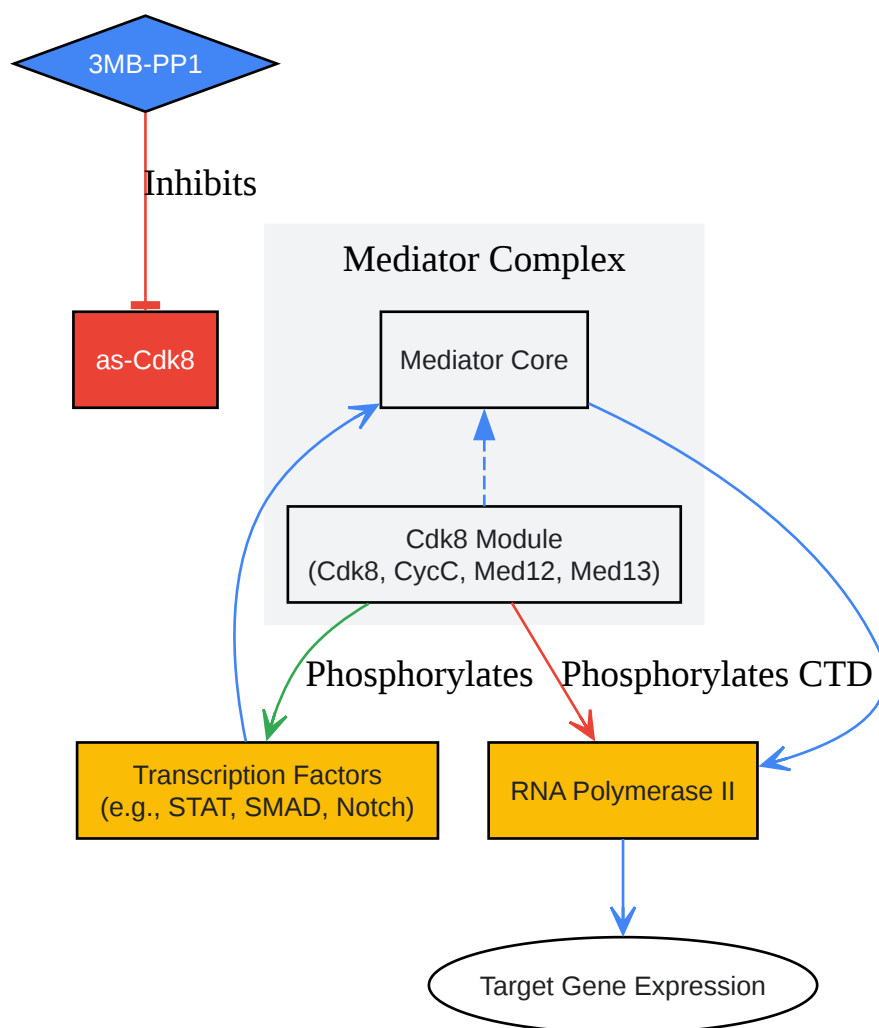 3MB-PP1
Inhibits
Mediator Complex
as-Cdk8
Mediator Core
Cdk8 Module
(Cdk8, CycC, Med12, Med13)
Phosphorylates
Phosphorylates CTD
Transcription Factors
(e.g., STAT, SMAD, Notch)
RNA Polymerase II
Target Gene Expression